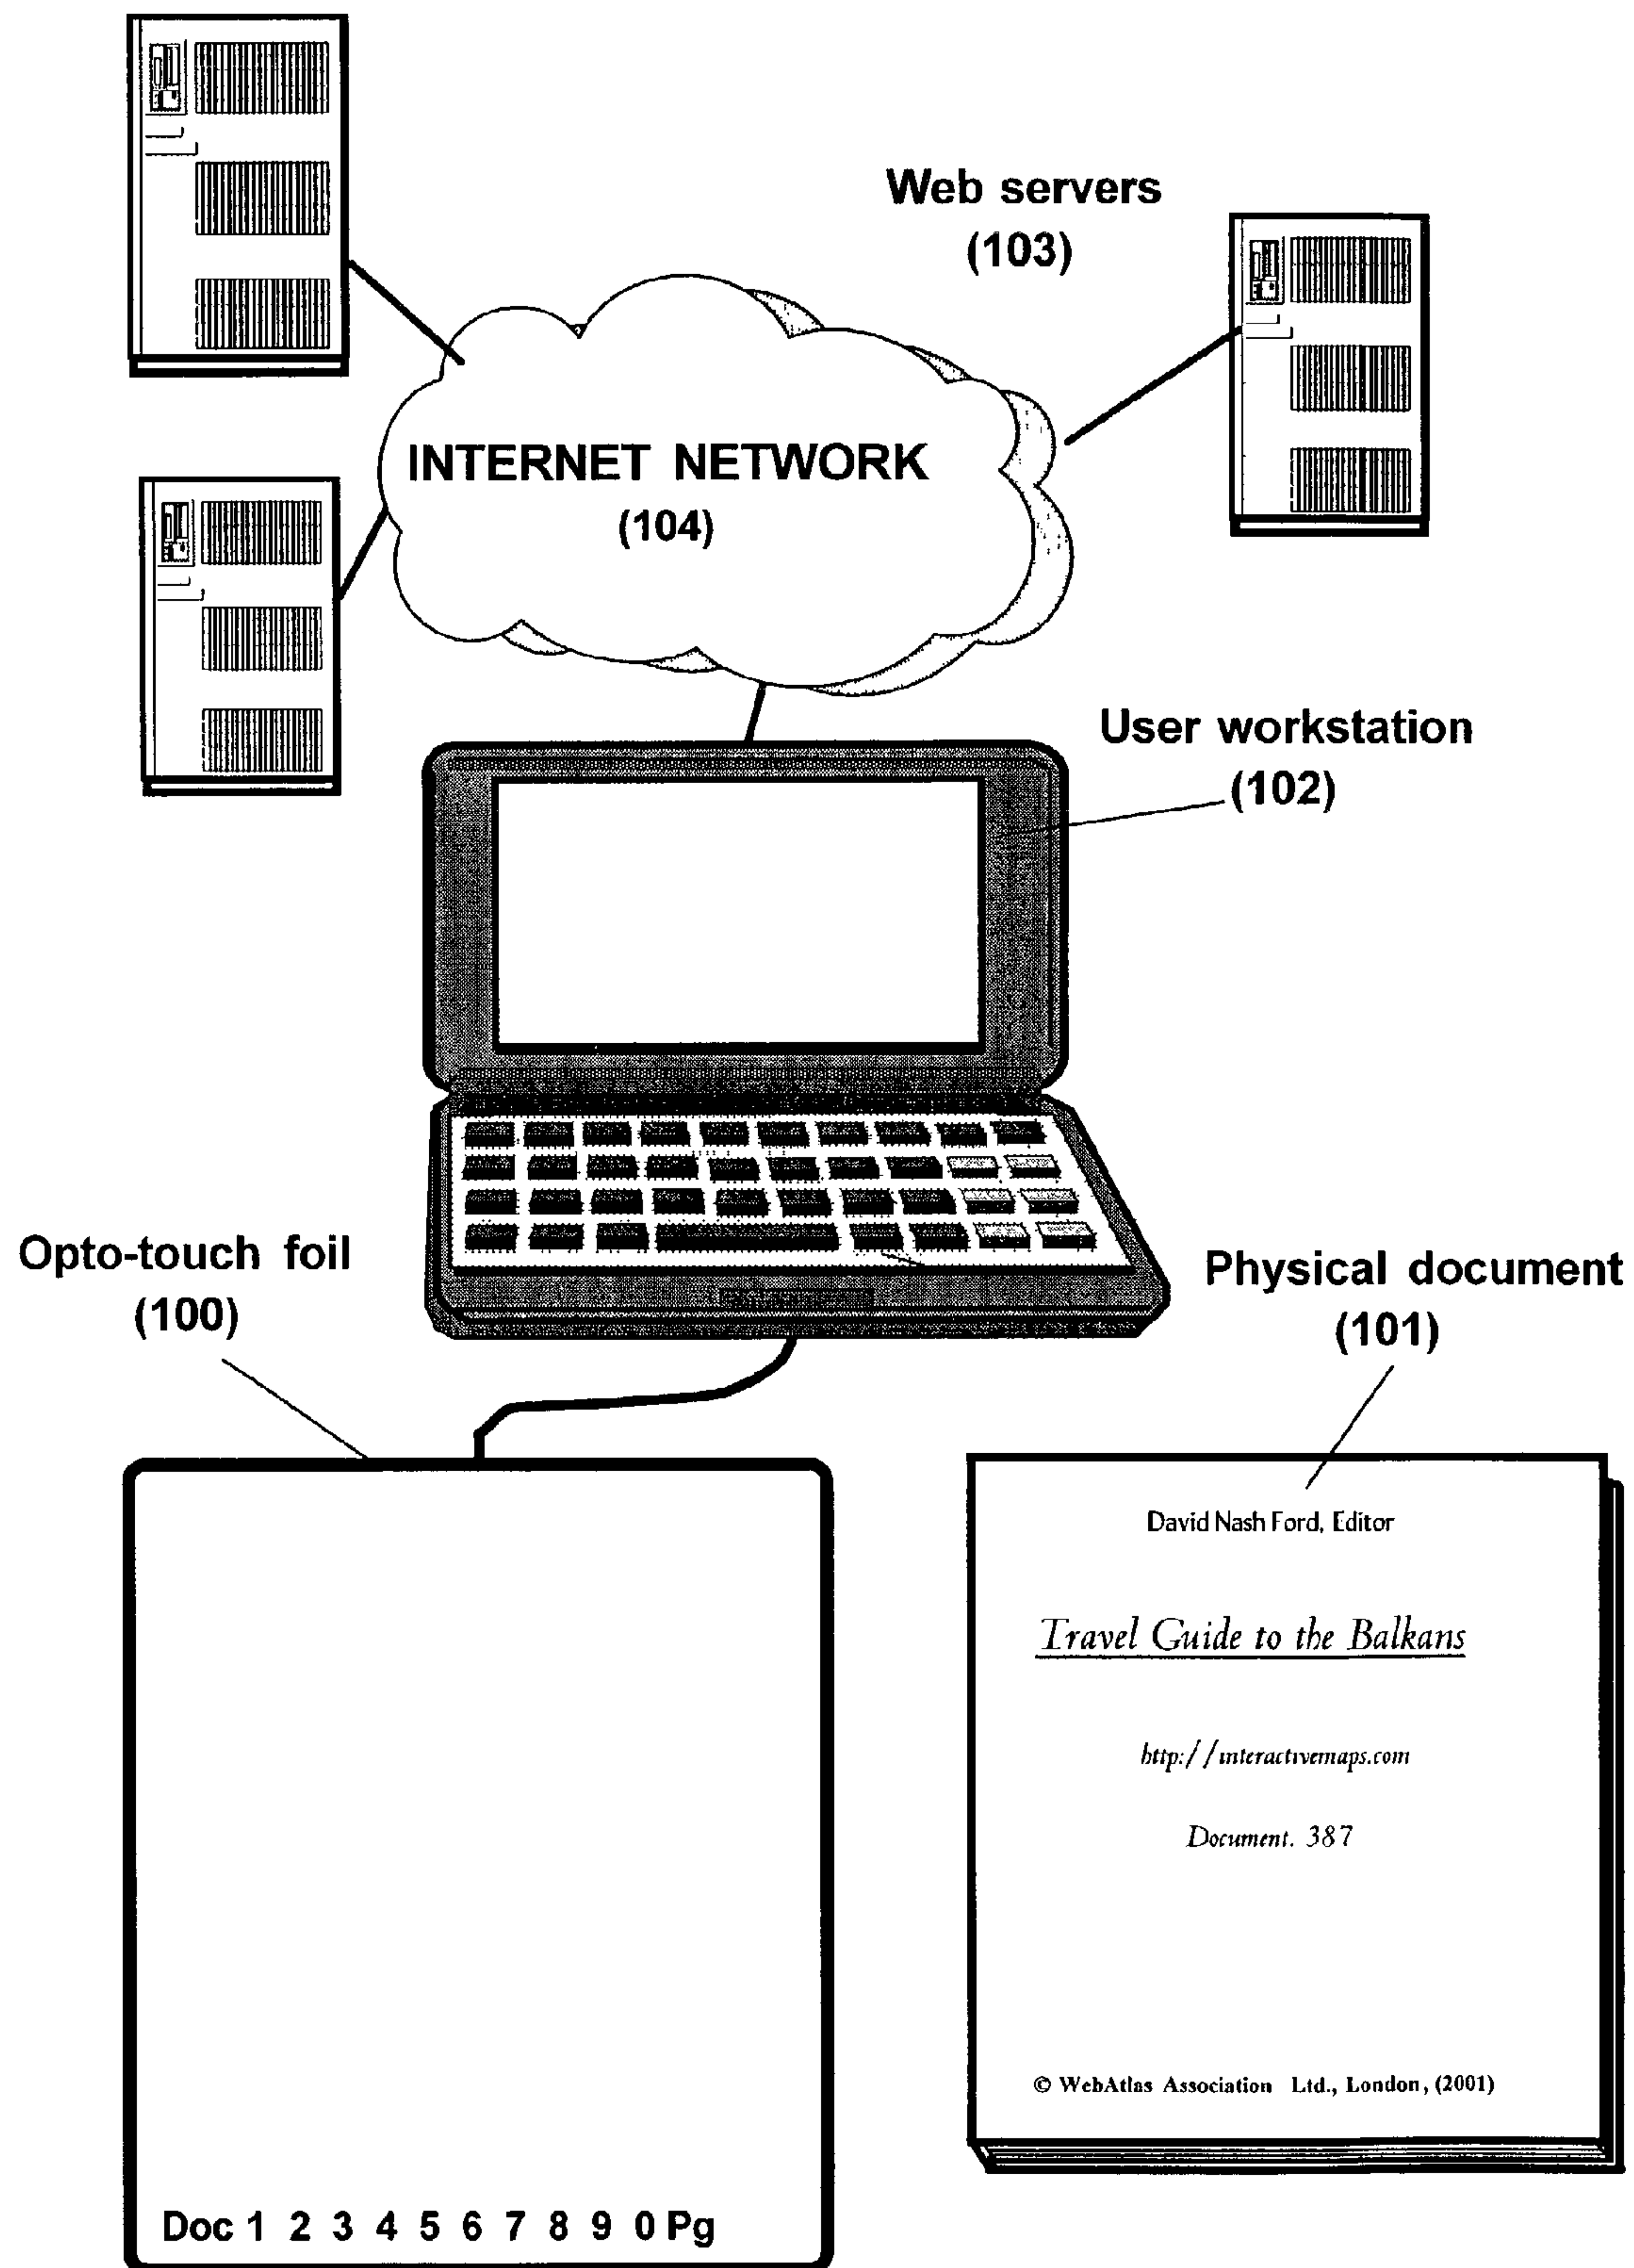 Web servers
(103)
INTERNET NETWORK
(104)
User workstation
(102)
Opto-touch foil
(100)
Physical document
(101)
David Nash Ford, Editor
Travel Guide to the Balkans
http://interactivemaps.com
Document. 387
© WebAtlas Association Ltd., London, (2001)
Doc 1 2 3 4 5 6 7 8 9 0 Pg